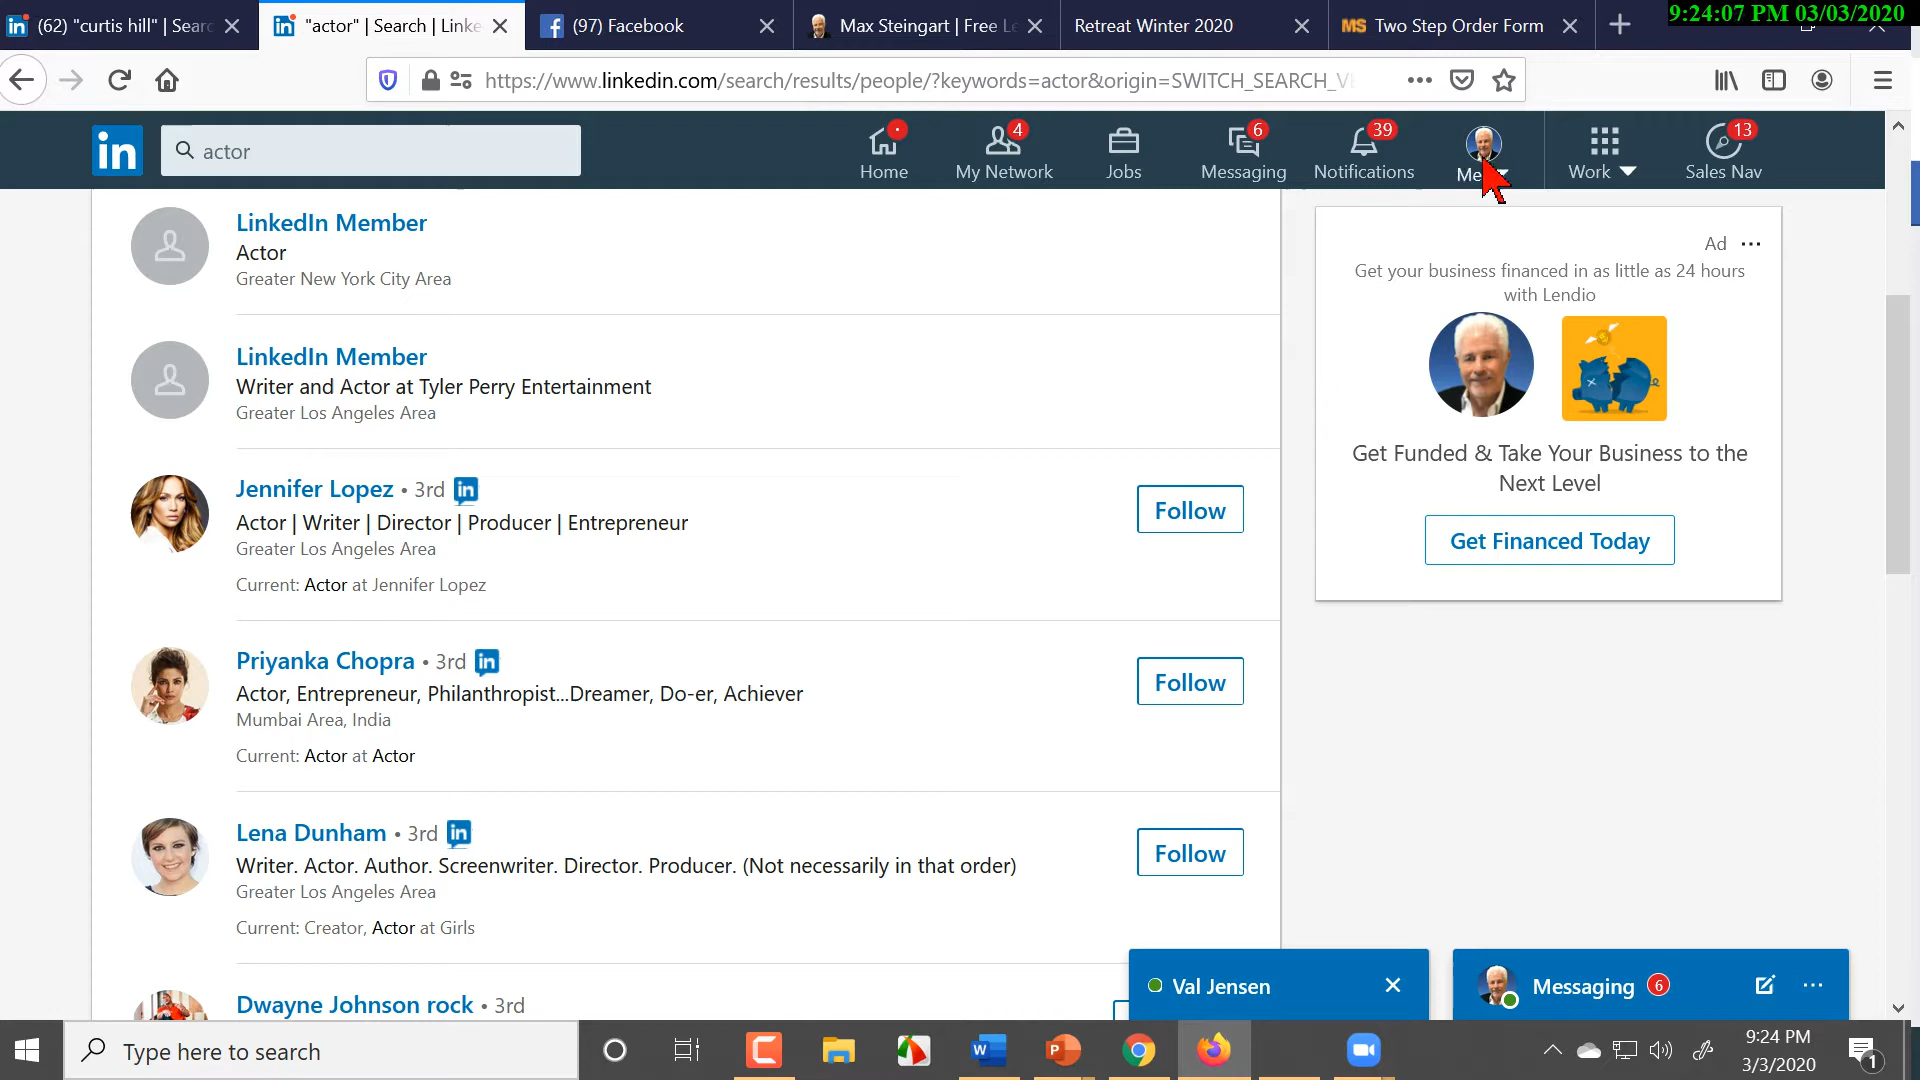 (62) "curtis hill" | Searc
"actor" | Search | Linke
(97) Facebook
Max Steingart | Free Le
Retreat Winter 2020
MS Two Step Order Form
9:24:07 PM 03/03/2020
https://www.linkedin.com/search/results/people/?keywords=actor&origin=SWITCH_SEARCH_VE
in
actor
Home
4
My Network
Jobs
6
Messaging
39
Notifications
Me
Work
13
Sales Nav
LinkedIn Member
Actor
Greater New York City Area
LinkedIn Member
Writer and Actor at Tyler Perry Entertainment
Greater Los Angeles Area
Jennifer Lopez • 3rd in
Actor | Writer | Director | Producer | Entrepreneur
Greater Los Angeles Area
Current: Actor at Jennifer Lopez
Follow
Priyanka Chopra • 3rd in
Actor, Entrepreneur, Philanthropist...Dreamer, Do-er, Achiever
Mumbai Area, India
Current: Actor at Actor
Follow
Lena Dunham • 3rd in
Writer. Actor. Author. Screenwriter. Director. Producer. (Not necessarily in that order)
Greater Los Angeles Area
Current: Creator, Actor at Girls
Follow
Dwayne Johnson rock • 3rd
Ad
Get your business financed in as little as 24 hours
with Lendio
Get Funded & Take Your Business to the
Next Level
Get Financed Today
Val Jensen
Messaging 6
Type here to search
9:24 PM
3/3/2020
1